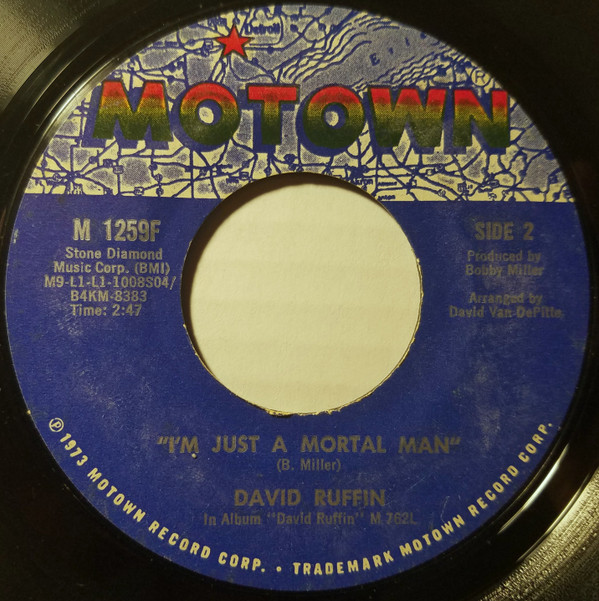 Detroit
MOTOWN®
M 1259F
Stone Diamond
Music Corp. (BMI)
M9-L1-L1-1008S04/
B4KM-8383
Time: 2:47
SIDE 2
Produced by
Bobby Miller
Arranged by
David Van DePitte
"I'M JUST A MORTAL MAN"
(B. Miller)
DAVID RUFFIN
In Album "David Ruffin" M 762L
℗ 1973 MOTOWN RECORD CORP. • TRADEMARK MOTOWN RECORD CORP.